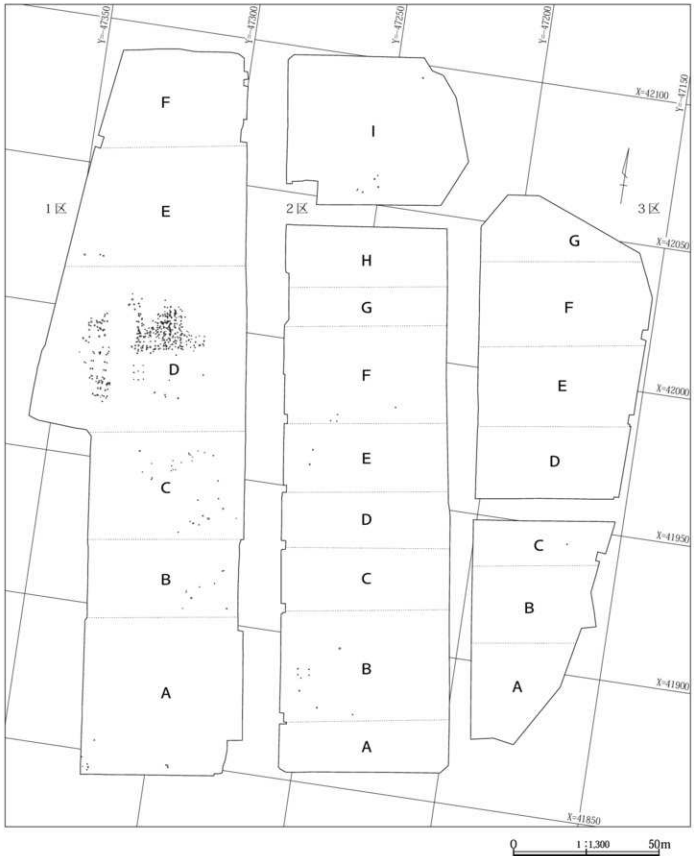 Y=-47350
Y=-47300
Y=-47250
Y=-47200
Y=-47150
X=42100
F
I
1区
E
2区
3区
G
X=42050
H
G
F
D
F
E
X=42000
E
D
C
D
X=41950
C
B
C
B
B
A
A
X=41900
A
X=41850
0
1:1,300
50m